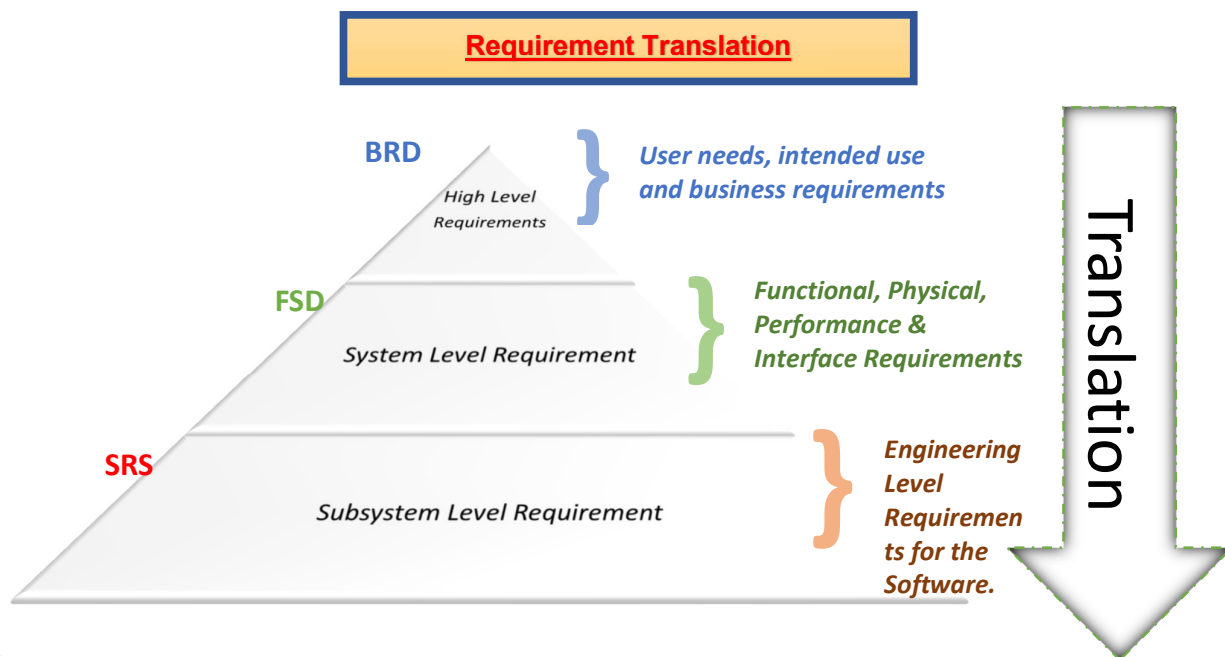 Requirement Translation
BRD
High Level
Requirements
User needs, intended use
and business requirements
FSD
System Level Requirement
Functional, Physical,
Performance &
Interface Requirements
SRS
Subsystem Level Requirement
Engineering
Level
Requiremen
ts for the
Software.
Translation